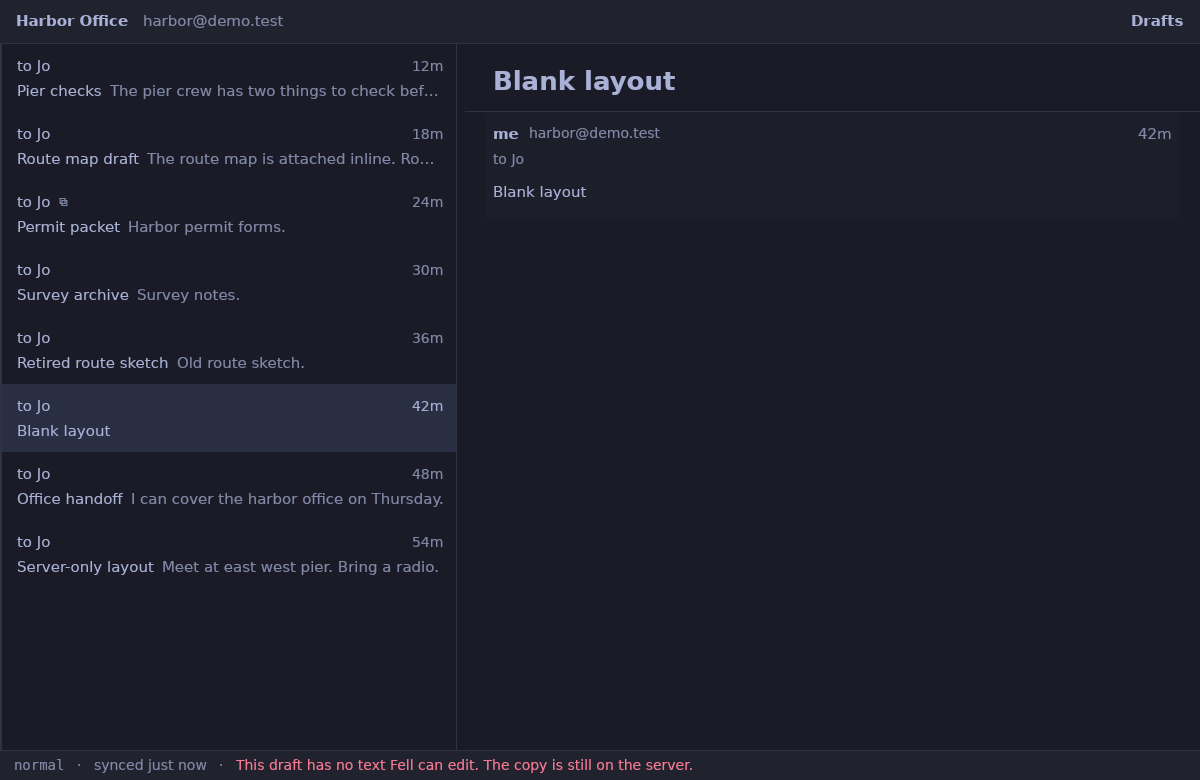 Harbor Office harbor@demo.test Drafts
to Jo 12m
Pier checks The pier crew has two things to check bef…
to Jo 18m
Route map draft The route map is attached inline. Ro…
to Jo 24m
Permit packet Harbor permit forms.
to Jo 30m
Survey archive Survey notes.
to Jo 36m
Retired route sketch Old route sketch.
to Jo 42m
Blank layout
to Jo 48m
Office handoff I can cover the harbor office on Thursday.
to Jo 54m
Server-only layout Meet at east west pier. Bring a radio.
Blank layout
me harbor@demo.test 42m
to Jo
Blank layout
normal · synced just now · This draft has no text Fell can edit. The copy is still on the server.